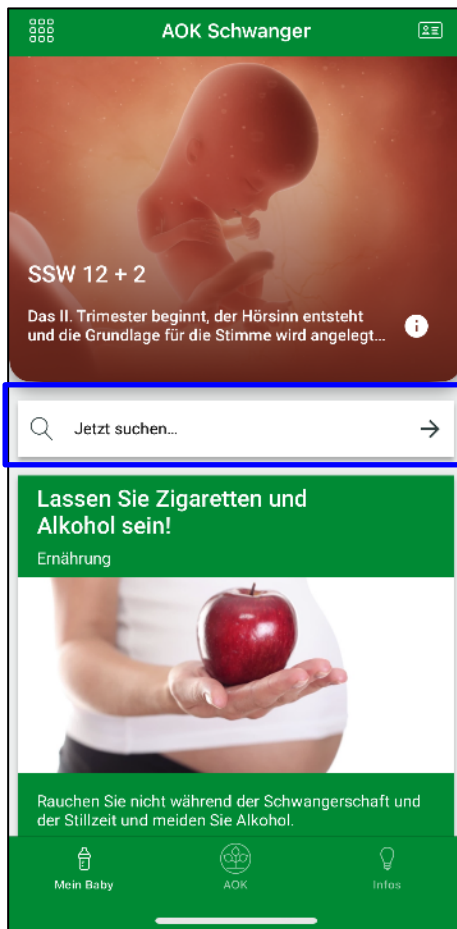 AOK Schwanger
SSW 12 + 2
Das II. Trimester beginnt, der Hörsinn entsteht
und die Grundlage für die Stimme wird angelegt...
Jetzt suchen...
Lassen Sie Zigaretten und
Alkohol sein!
Ernährung
Rauchen Sie nicht während der Schwangerschaft und
der Stillzeit und meiden Sie Alkohol.
Mein Baby
AOK
Infos